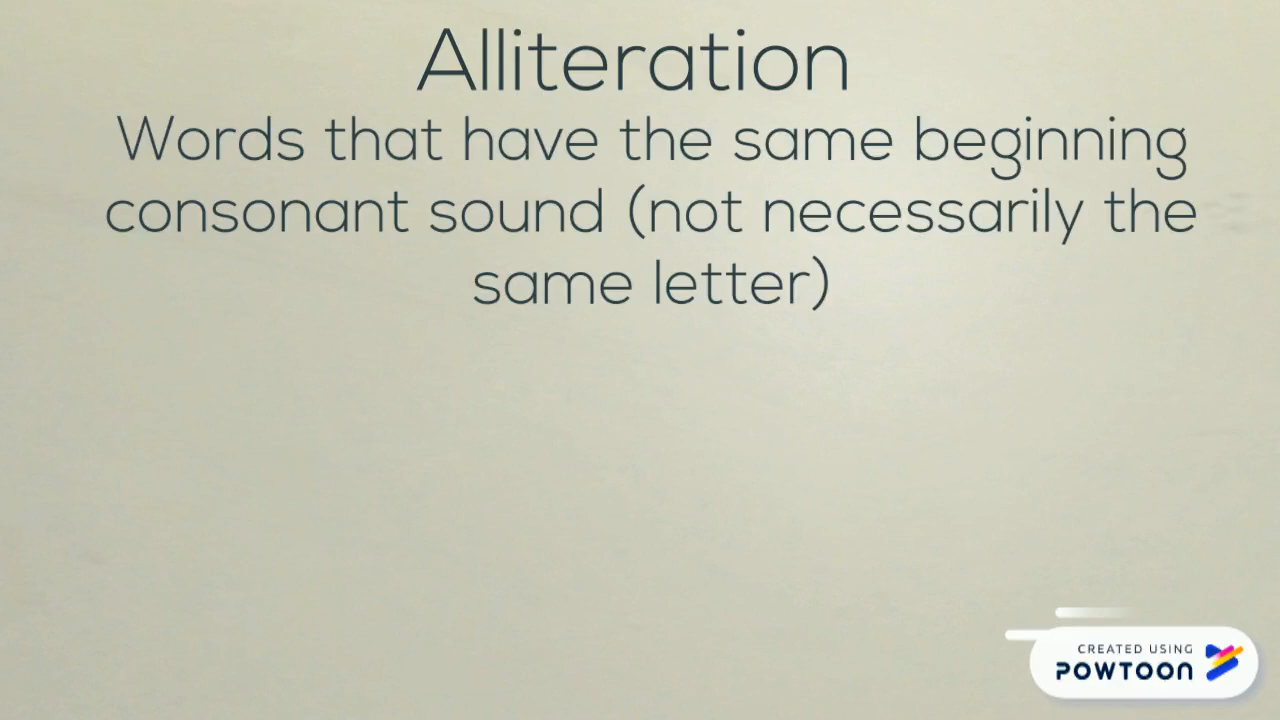 Alliteration
Words that have the same beginning
consonant sound (not necessarily the
same letter)
CREATED USING
POWTOON